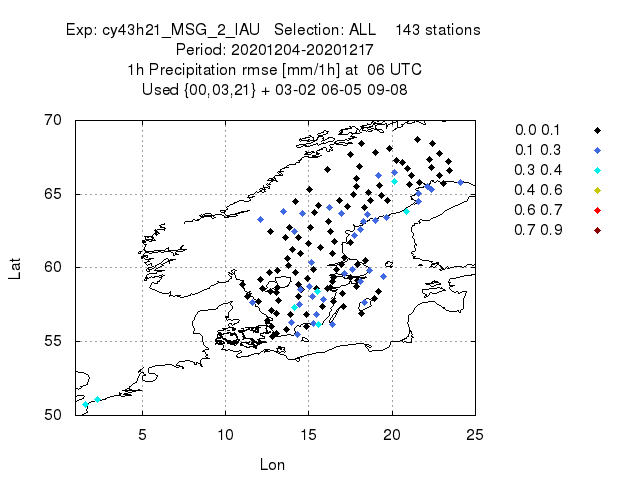 Exp: cy43h21_MSG_2_IAU   Selection: ALL    143 stations
Period: 20201204-20201217
1h Precipitation rmse [mm/1h] at  06 UTC
Used {00,03,21} + 03-02 06-05 09-08
70
65
60
55
50
Lat
5
10
15
20
25
Lon
0.0 0.1
0.1 0.3
0.3 0.4
0.4 0.6
0.6 0.7
0.7 0.9